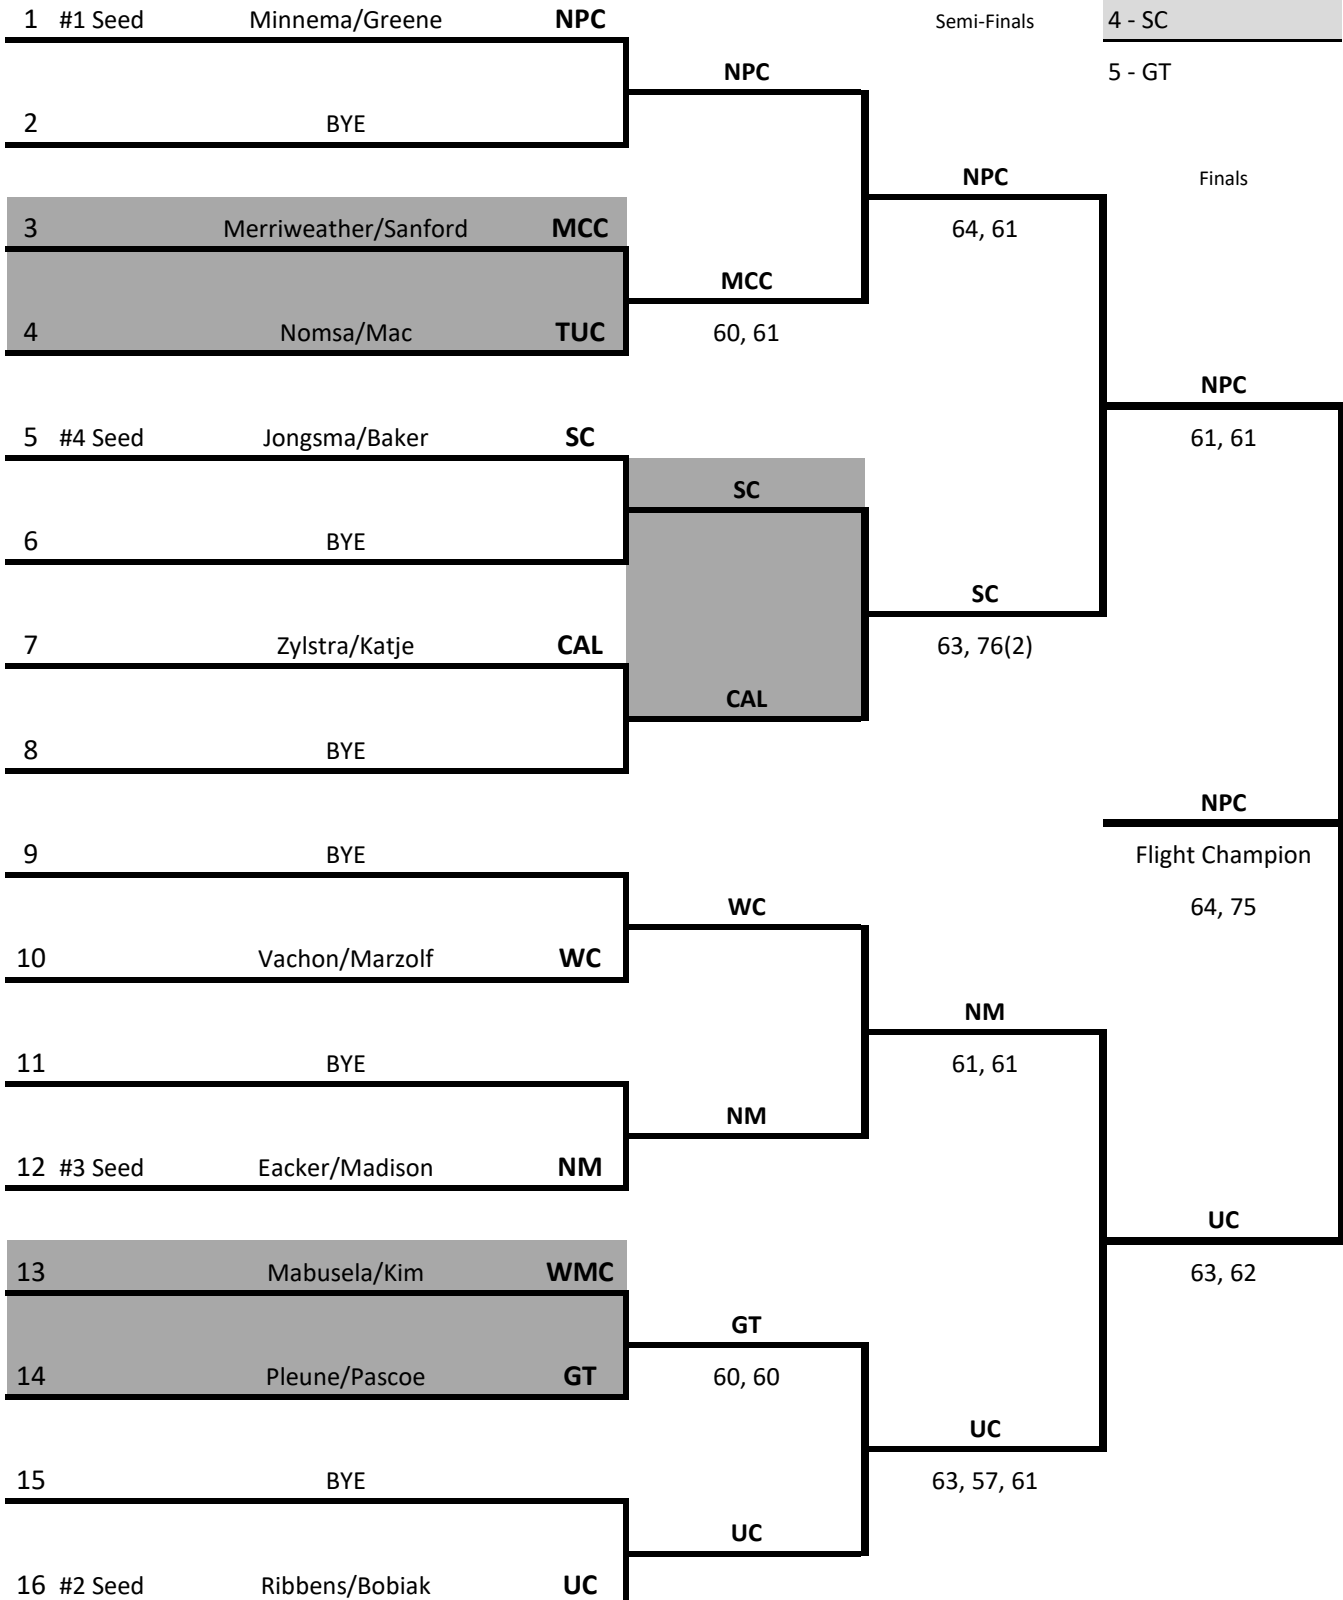 1 #1 Seed Minnema/Greene NPC Semi-Finals 4 - SC
NPC 5 - GT
2 BYE
NPC Finals
3 Merriweather/Sanford MCC 64, 61
MCC
4 Nomsa/Mac TUC 60, 61
NPC
5 #4 Seed Jongsma/Baker SC 61, 61
SC
6 BYE
SC
7 Zylstra/Katje CAL 63, 76(2)
CAL
8 BYE
NPC
9 BYE Flight Champion
WC 64, 75
10 Vachon/Marzolf WC
NM
11 BYE 61, 61
NM
12 #3 Seed Eacker/Madison NM
UC
13 Mabusela/Kim WMC 63, 62
GT
14 Pleune/Pascoe GT 60, 60
UC
15 BYE 63, 57, 61
UC
16 #2 Seed Ribbens/Bobiak UC